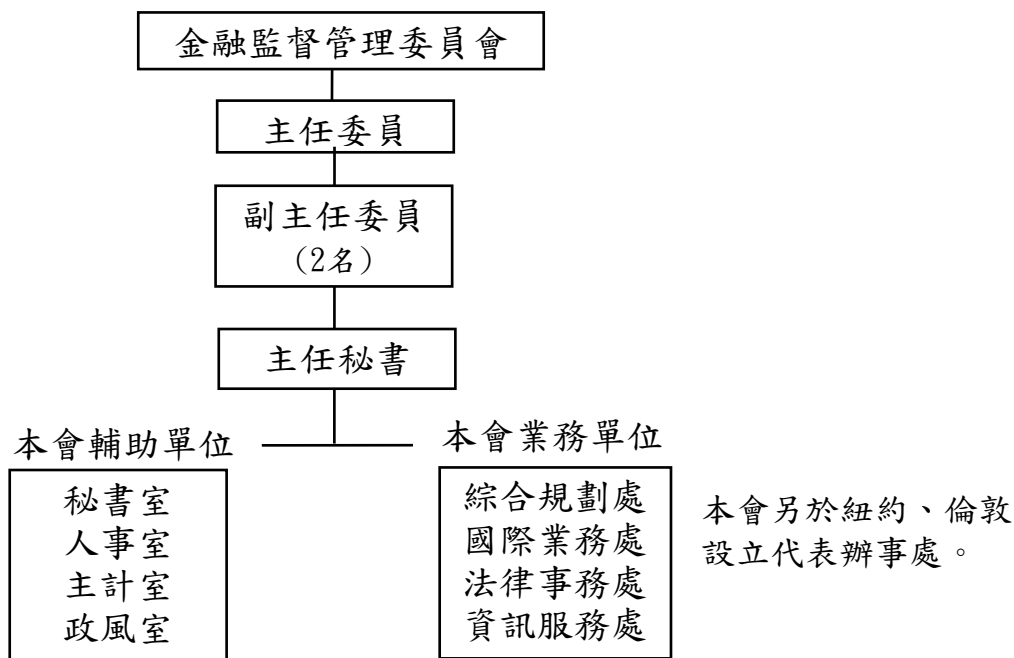 金融監督管理委員會
主任委員
副主任委員
（2名）
主任秘書
本會輔助單位
秘書室
人事室
主計室
政風室
本會業務單位
綜合規劃處
國際業務處
法律事務處
資訊服務處
本會另於紐約、倫敦
設立代表辦事處。